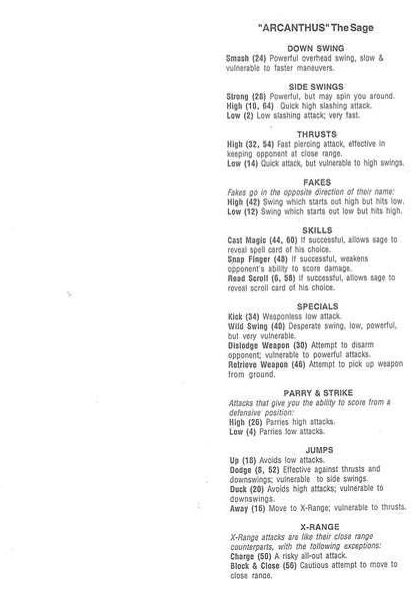 "ARCANTHUS" The Sage
DOWN SWING
Smash (24) Powerful overhead swing, slow &
vulnerable to faster maneuvers.
SIDE SWINGS
Strong (28) Powerful, but may spin you around.
High (10, 64) Quick high slashing attack.
Low (2) Low slashing attack; very fast.
THRUSTS
High (32, 54) Fast piercing attack, effective in
keeping opponent at close range.
Low (14) Quick attack, but vulnerable to high swings.
FAKES
Fakes go in the opposite direction of their name:
High (42) Swing which starts out high but hits low.
Low (12) Swing which starts out low but hits high.
SKILLS
Cast Magic (44, 60) If successful, allows sage to
reveal spell card of his choice.
Snap Finger (48) If successful, weakens
opponent's ability to score damage.
Read Scroll (6, 58) If successful, allows sage to
reveal scroll card of his choice.
SPECIALS
Kick (34) Weaponless low attack.
Wild Swing (40) Desperate swing, low, powerful,
but very vulnerable.
Dislodge Weapon (30) Attempt to disarm
opponent; vulnerable to powerful attacks.
Retrieve Weapon (46) Attempt to pick up weapon
from ground.
PARRY & STRIKE
Attacks that give you the ability to score from a
defensive position:
High (26) Parries high attacks.
Low (4) Parries low attacks.
JUMPS
Up (18) Avoids low attacks.
Dodge (8, 52) Effective against thrusts and
downswings; vulnerable to side swings.
Duck (20) Avoids high attacks; vulnerable to
downswings.
Away (16) Move to X-Range; vulnerable to thrusts.
X-RANGE
X-Range attacks are like their close range
counterparts, with the following exceptions:
Charge (50) A risky all-out attack.
Block & Close (56) Cautious attempt to move to
close range.